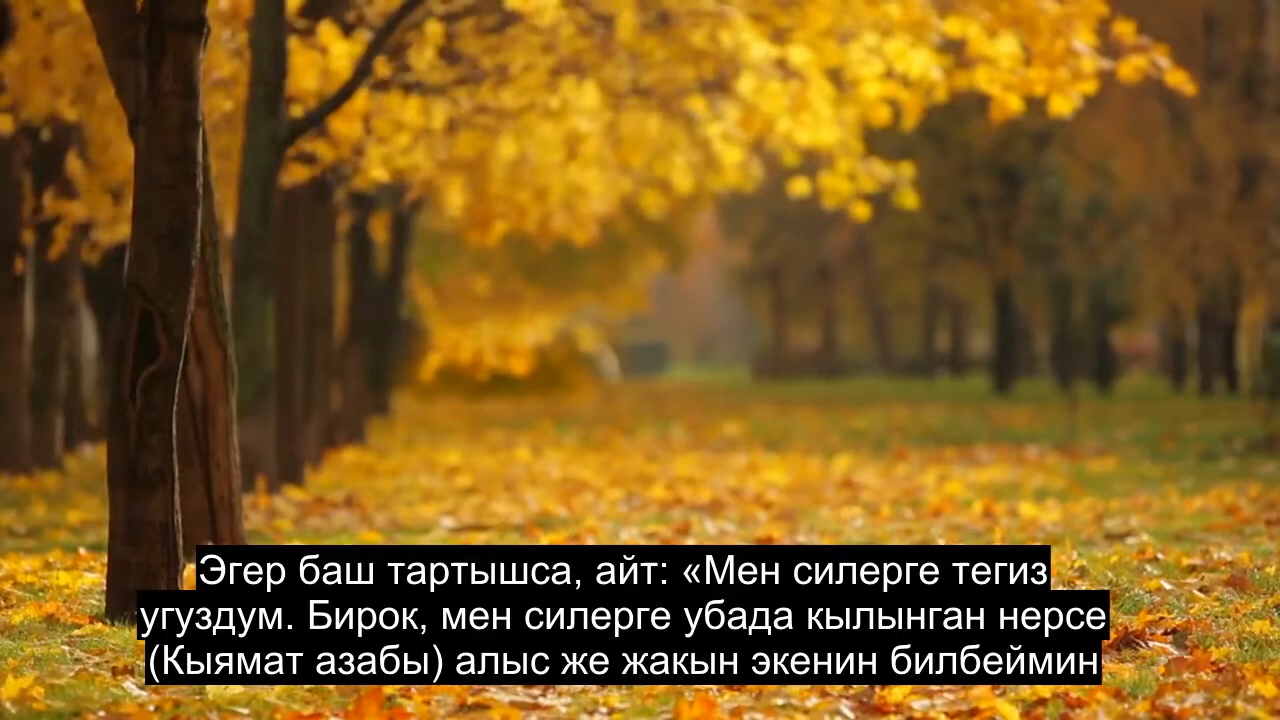 Эгер баш тартышса, айт: «Мен силерге тегиз
угуздум. Бирок, мен силерге убада кылынган нерсе
(Кыямат азабы) алыс же жакын экенин билбеймин